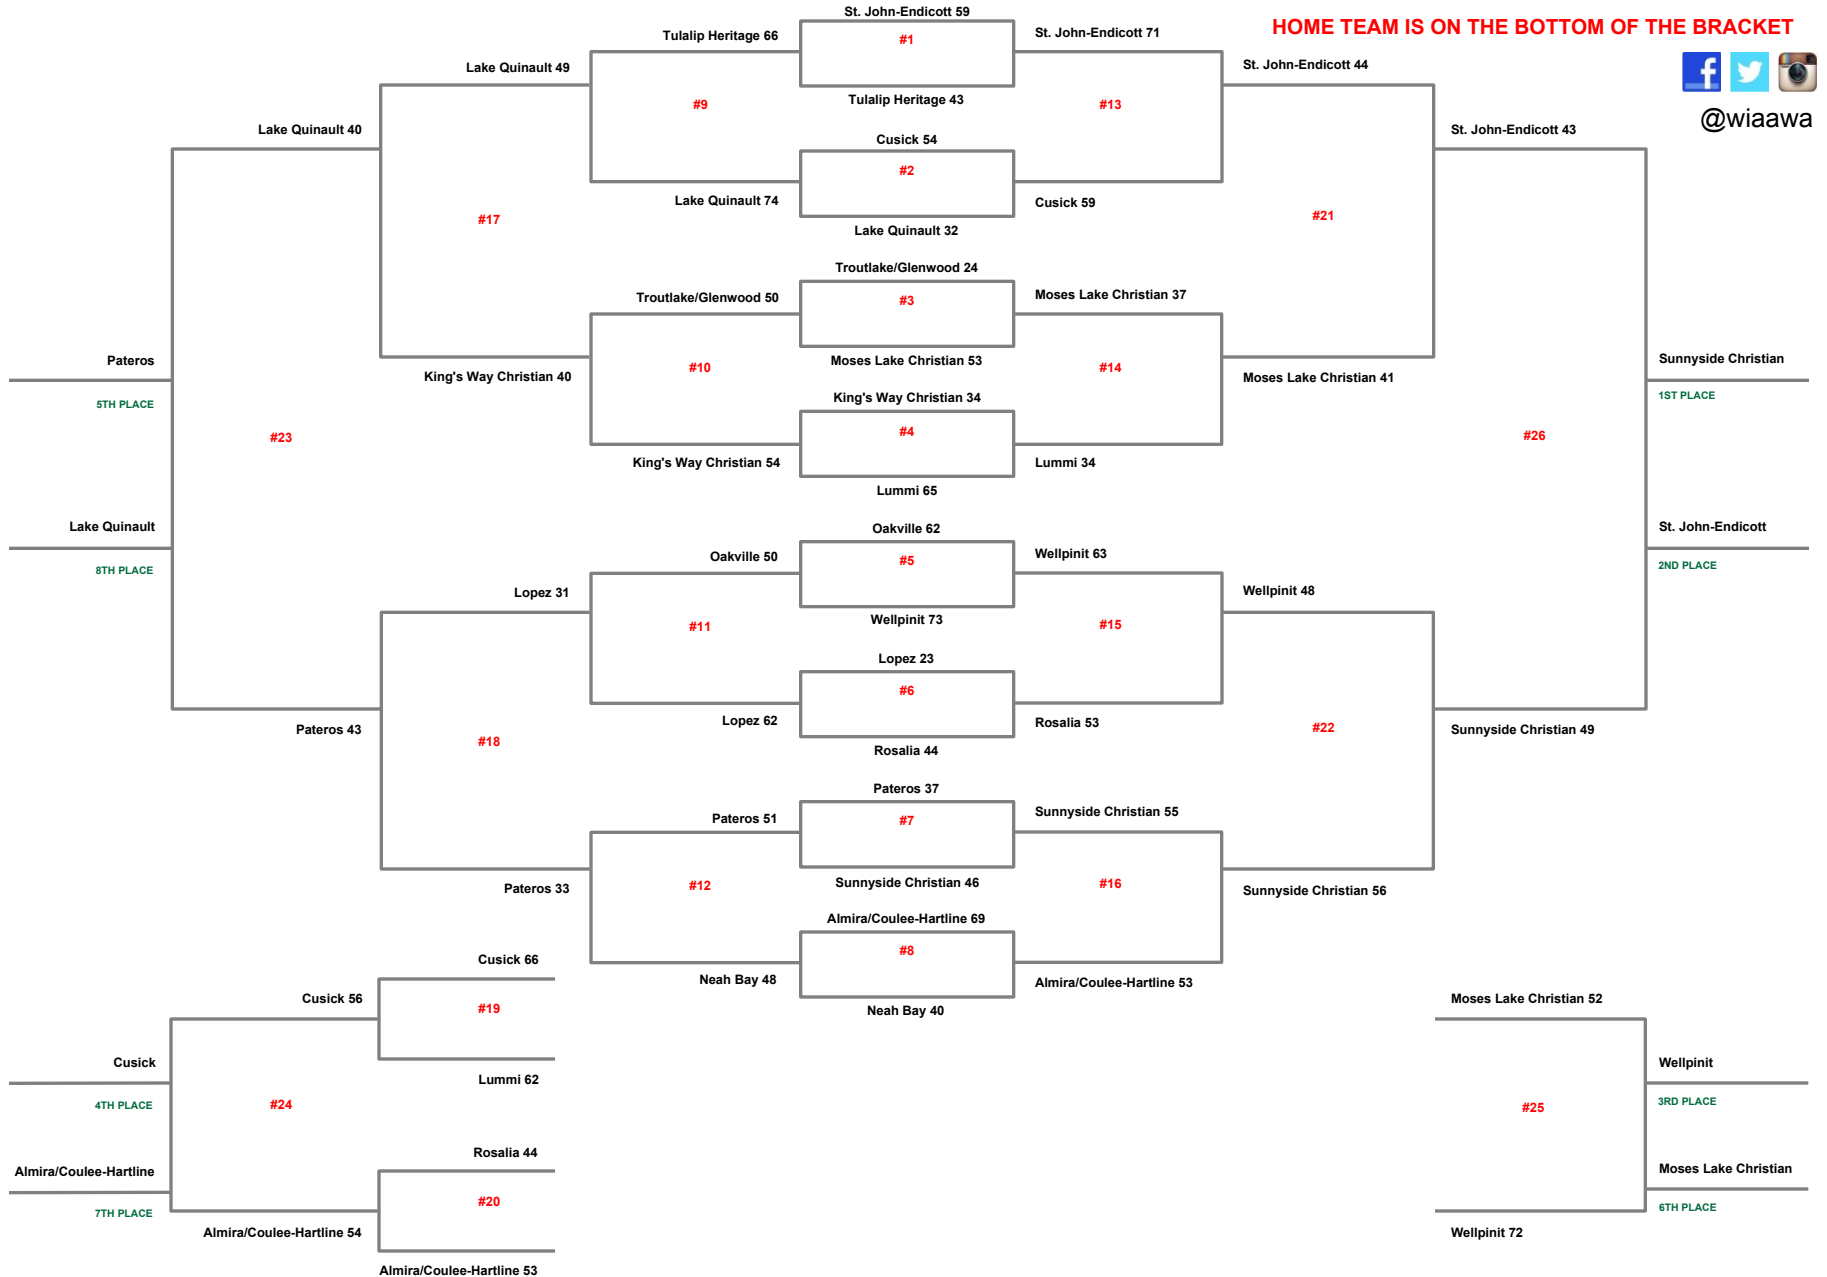 HOME TEAM IS ON THE BOTTOM OF THE BRACKET
@wiaawa
St. John-Endicott 59
#1
Tulalip Heritage 43
Cusick 54
#2
Lake Quinault 32
Troutlake/Glenwood 24
#3
Moses Lake Christian 53
King's Way Christian 34
#4
Lummi 65
Oakville 62
#5
Wellpinit 73
Lopez 23
#6
Rosalia 44
Pateros 37
#7
Sunnyside Christian 46
Almira/Coulee-Hartline 69
#8
Neah Bay 40
Tulalip Heritage 66
#9
Lake Quinault 74
Troutlake/Glenwood 50
#10
King's Way Christian 54
Oakville 50
#11
Lopez 62
Pateros 51
#12
Neah Bay 48
St. John-Endicott 71
#13
Cusick 59
Moses Lake Christian 37
#14
Lummi 34
Wellpinit 63
#15
Rosalia 53
Sunnyside Christian 55
#16
Almira/Coulee-Hartline 53
Lake Quinault 49
#17
King's Way Christian 40
Lopez 31
#18
Pateros 33
Cusick 66
#19
Lummi 62
Rosalia 44
#20
Almira/Coulee-Hartline 53
St. John-Endicott 44
#21
Moses Lake Christian 41
Wellpinit 48
#22
Sunnyside Christian 56
Lake Quinault 40
#23
Pateros 43
Pateros
5TH PLACE
Lake Quinault
8TH PLACE
Cusick 56
#24
Almira/Coulee-Hartline 54
Cusick
4TH PLACE
Almira/Coulee-Hartline
7TH PLACE
Moses Lake Christian 52
#25
Wellpinit 72
Wellpinit
3RD PLACE
Moses Lake Christian
6TH PLACE
St. John-Endicott 43
#26
Sunnyside Christian 49
Sunnyside Christian
1ST PLACE
St. John-Endicott
2ND PLACE